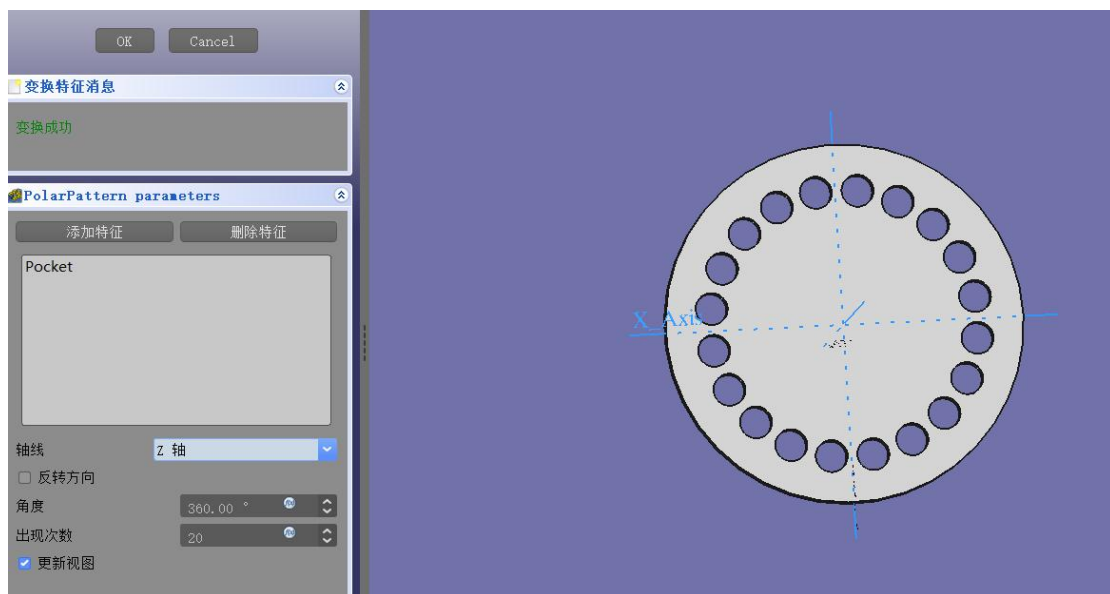 OK Cancel
变换特征消息
变换成功
PolarPattern parameters
添加特征 删除特征
Pocket
轴线 Z 轴
反转方向
角度 360.00 °
出现次数 20
更新视图
X_Axis